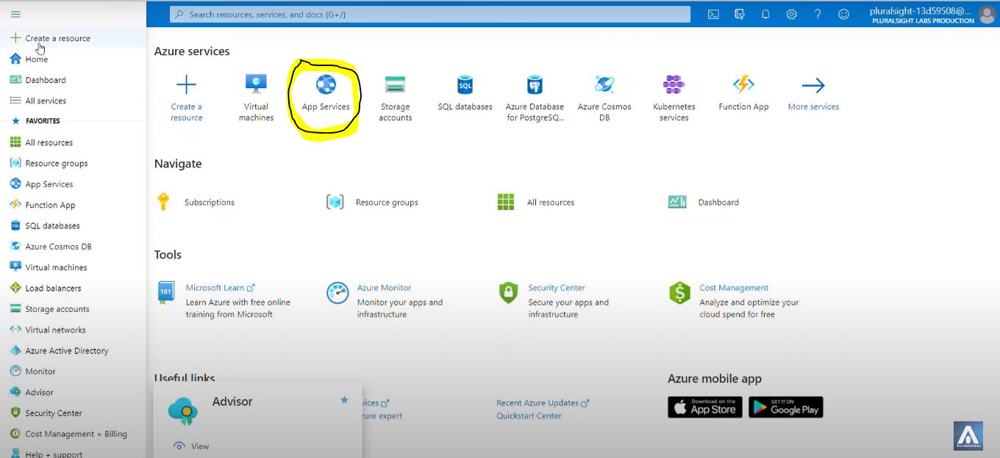 Search resources, services, and docs (G+/)
pluralsight-13d59508@...
PLURALSIGHT LABS PRODUCTION
Create a resource
Home
Dashboard
All services
FAVORITES
All resources
Resource groups
App Services
Function App
SQL databases
Azure Cosmos DB
Virtual machines
Load balancers
Storage accounts
Virtual networks
Azure Active Directory
Monitor
Advisor
Security Center
Cost Management + Billing
Help + support
Azure services
Create a
resource
Virtual
machines
App Services
Storage
accounts
SQL
SQL databases
Azure Database
for PostgreSQ...
Azure Cosmos
DB
Kubernetes
services
Function App
More services
Navigate
Subscriptions
Resource groups
All resources
Dashboard
Tools
101
Microsoft Learn
Learn Azure with free online
training from Microsoft
Azure Monitor
Monitor your apps and
infrastructure
Security Center
Secure your apps and
infrastructure
Cost Management
Analyze and optimize your
cloud spend for free
Useful links
Advisor
View
vices
zure expert
Recent Azure Updates
Quickstart Center
Azure mobile app
Download on the
App Store
GET IT ON
Google Play